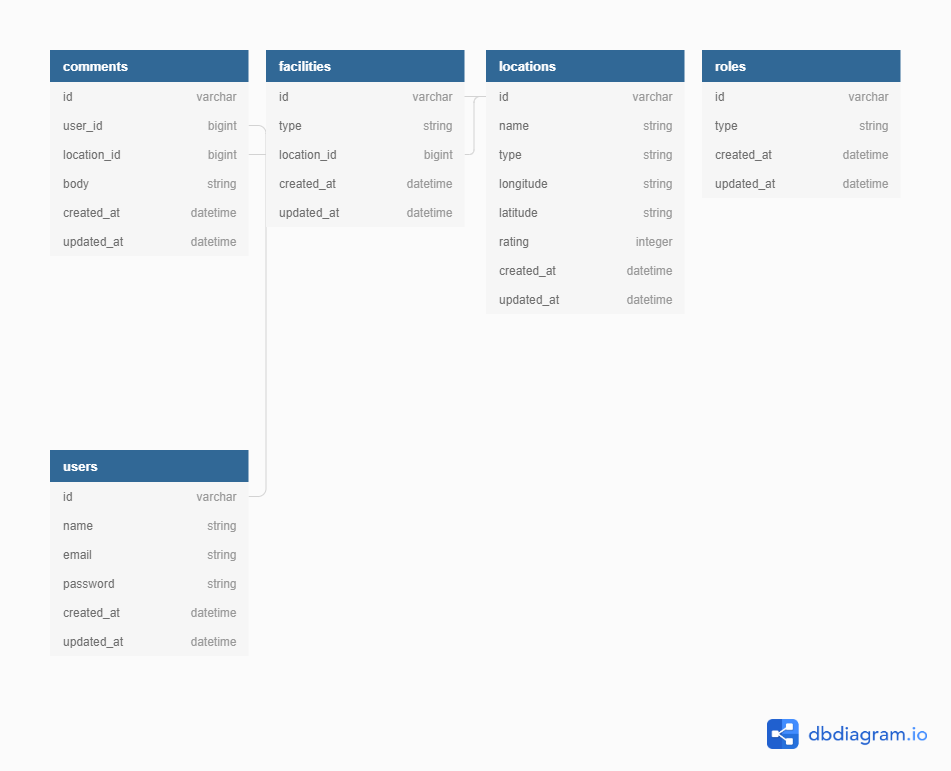 comments
id varchar
user_id bigint
location_id bigint
body string
created_at datetime
updated_at datetime
facilities
id varchar
type string
location_id bigint
created_at datetime
updated_at datetime
locations
id varchar
name string
type string
longitude string
latitude string
rating integer
created_at datetime
updated_at datetime
roles
id varchar
type string
created_at datetime
updated_at datetime
users
id varchar
name string
email string
password string
created_at datetime
updated_at datetime
dbdiagram.io